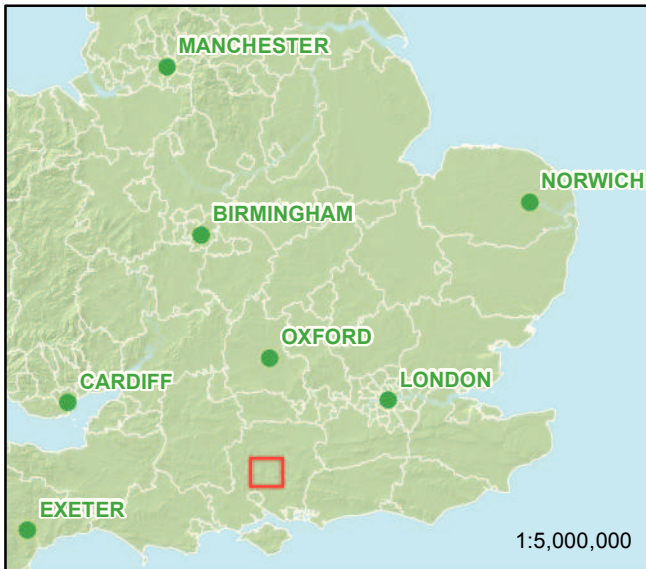 MANCHESTER
NORWICH
BIRMINGHAM
OXFORD
CARDIFF
LONDON
EXETER
1:5,000,000